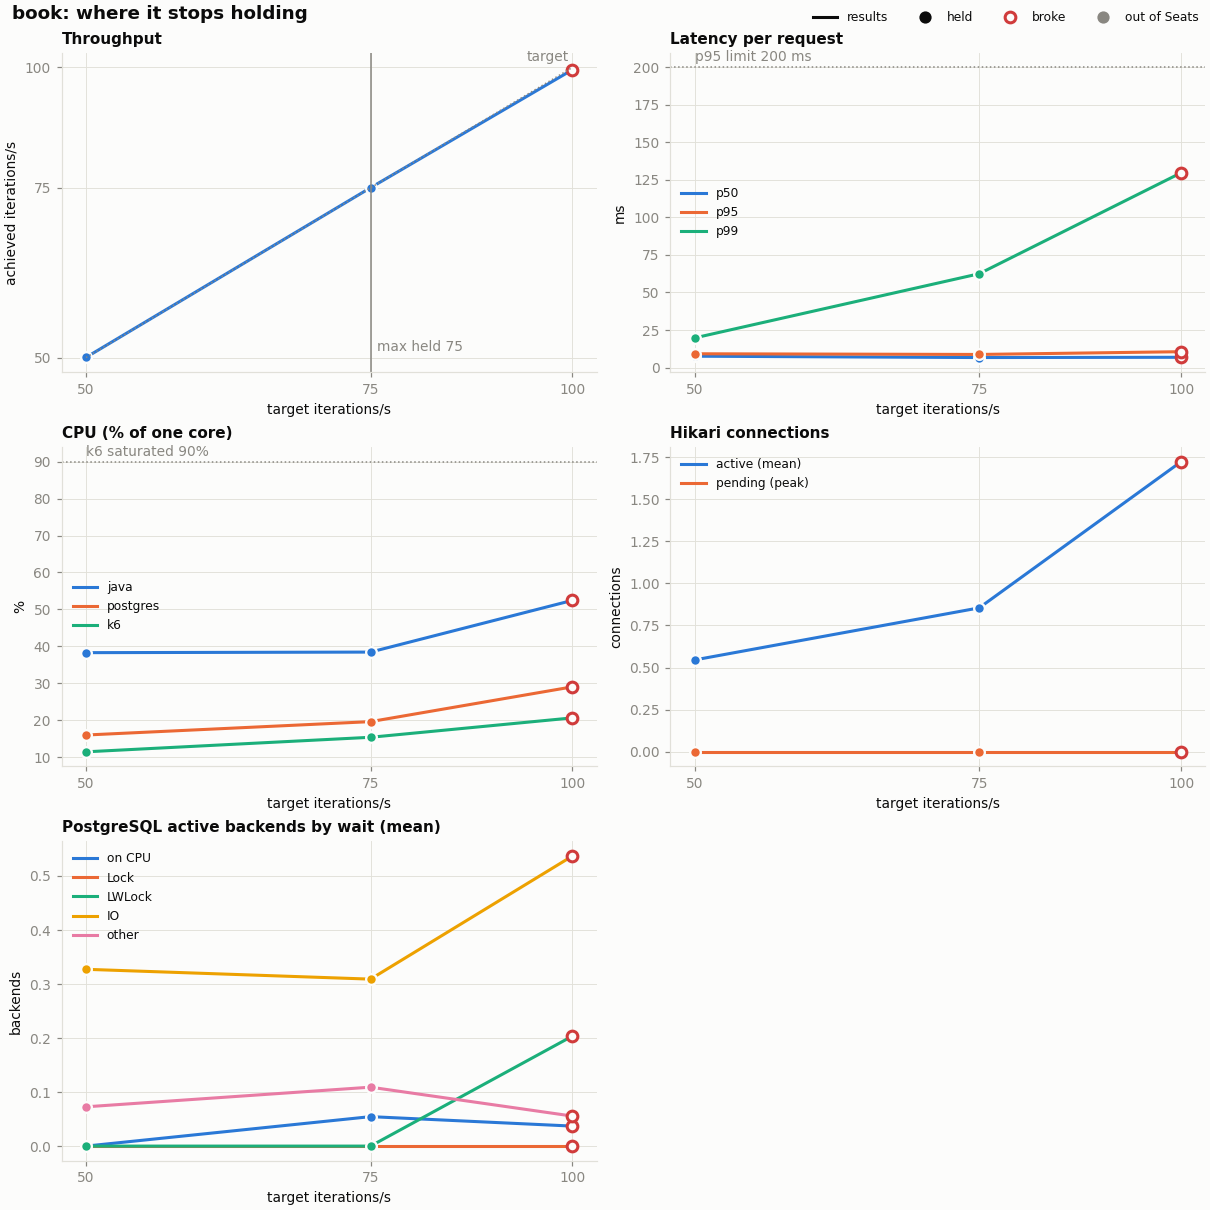 book: where it stops holding
results held broke out of Seats
Throughput
target
100
75
50
max held 75
achieved iterations/s
50 75 100
target iterations/s
Latency per request
p95 limit 200 ms
200
175
150
125
100
75
50
25
0
p50
p95
p99
ms
50 75 100
target iterations/s
CPU (% of one core)
k6 saturated 90%
90
80
70
60
50
40
30
20
10
java
postgres
k6
%
50 75 100
target iterations/s
Hikari connections
active (mean)
pending (peak)
1.75
1.50
1.25
1.00
0.75
0.50
0.25
0.00
connections
50 75 100
target iterations/s
PostgreSQL active backends by wait (mean)
on CPU
Lock
LWLock
IO
other
0.5
0.4
0.3
0.2
0.1
0.0
backends
50 75 100
target iterations/s